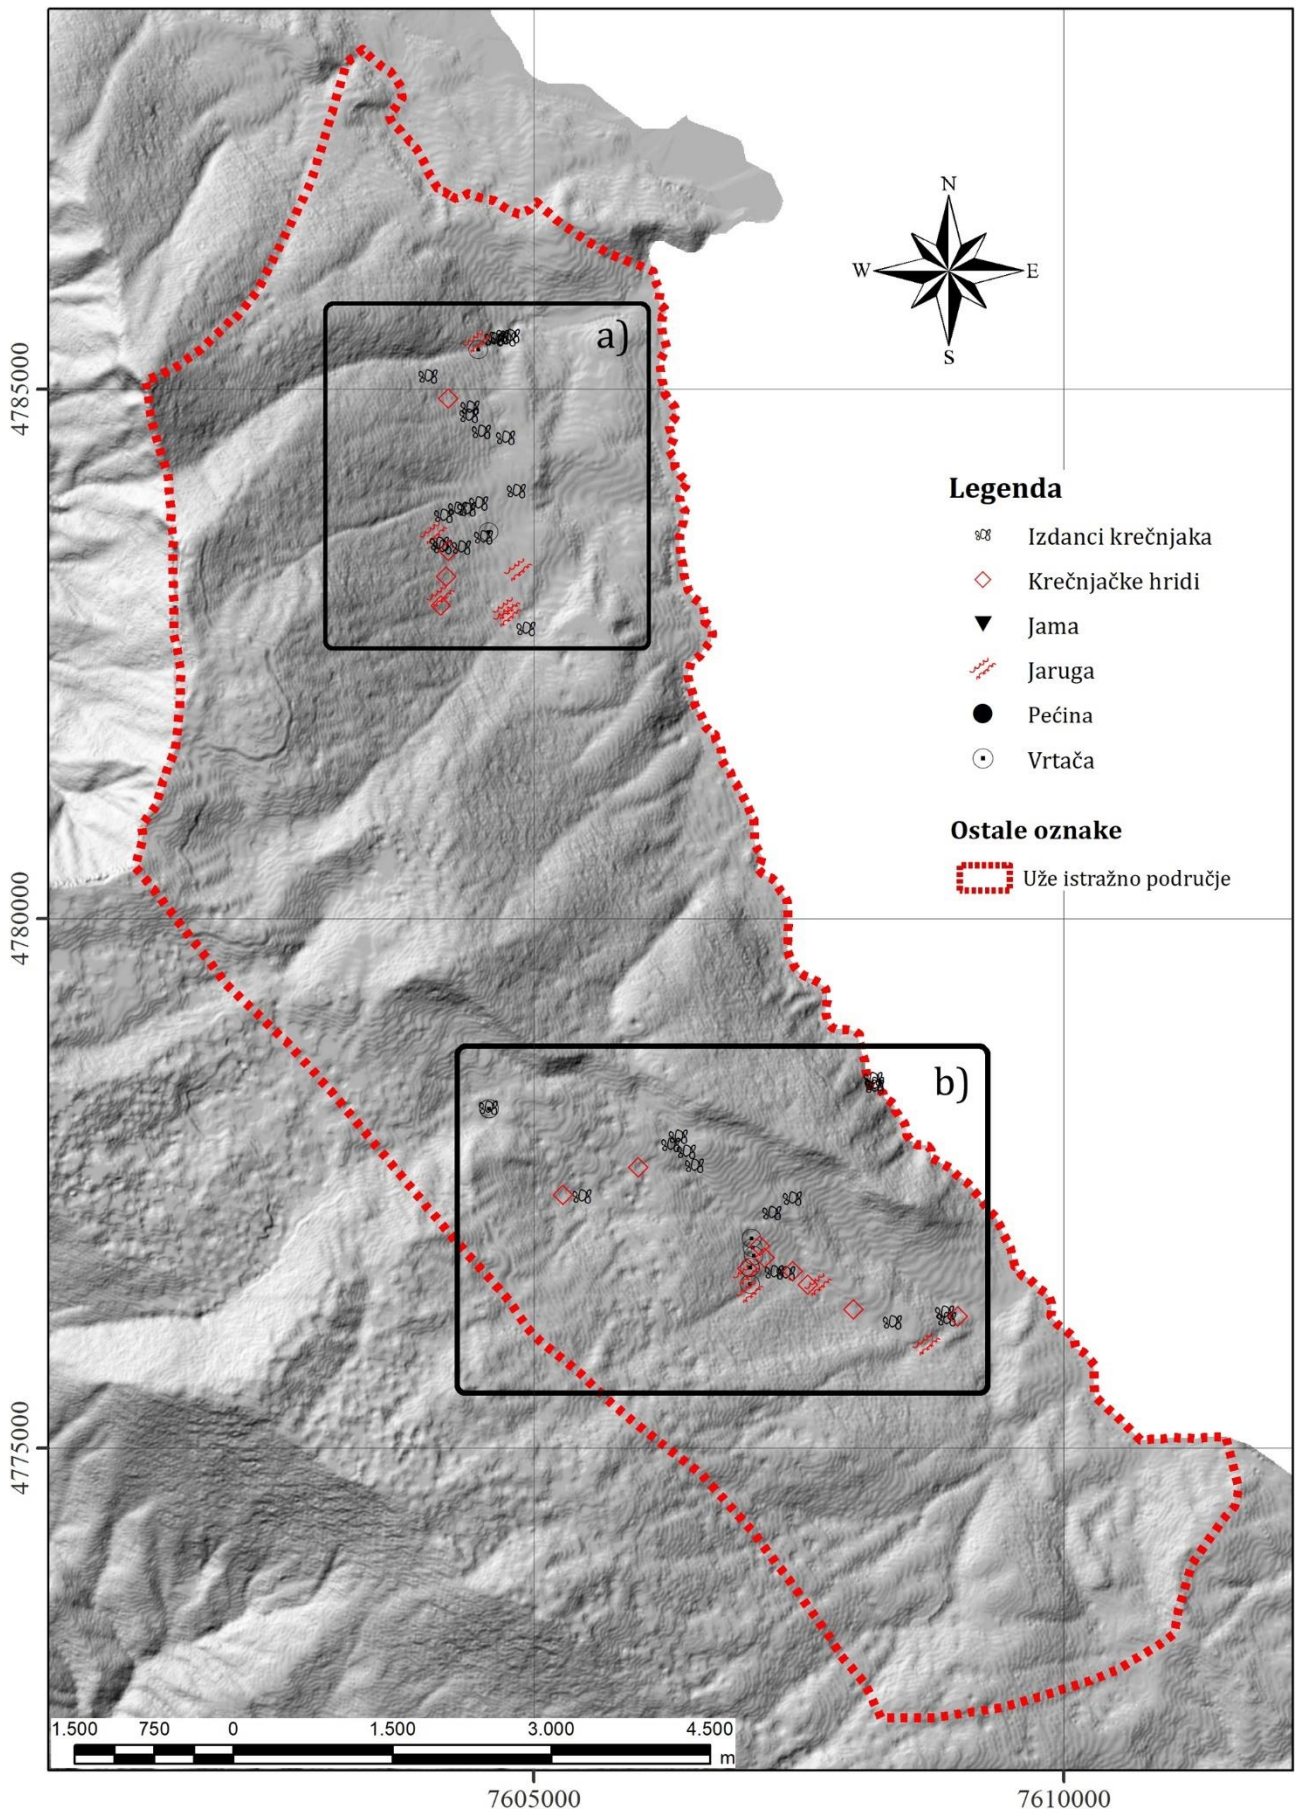 N
W E
S
a)
4785000
Legenda
Izdanci krečnjaka
Krečnjačke hridi
Jama
Jaruga
Pećina
Vrtača
Ostale oznake
Uže istražno područje
4780000
b)
4775000
1.500 750 0 1.500 3.000 4.500
m
7605000 7610000